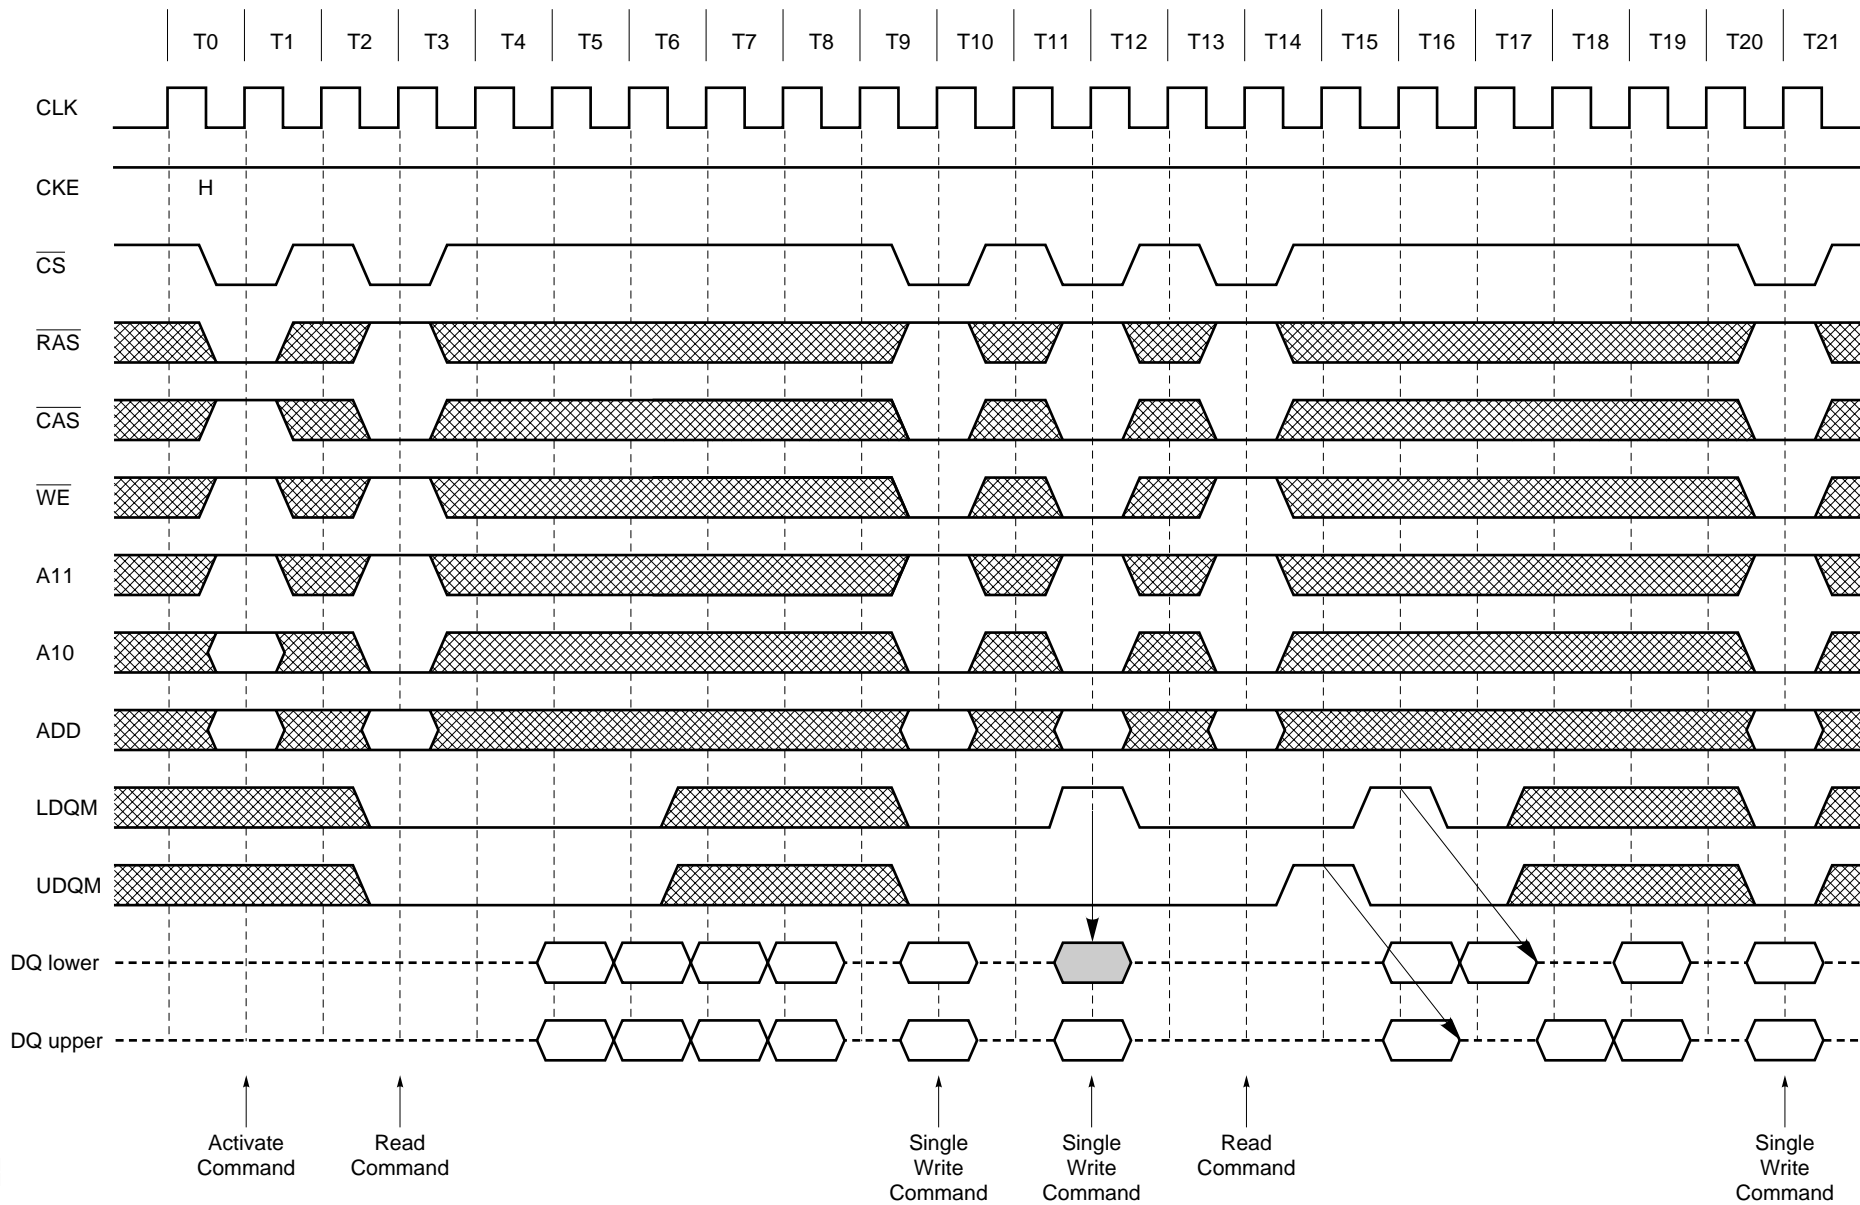 T0 T1 T2 T3 T4 T5 T6 T7 T8 T9 T10 T11 T12 T13 T14 T15 T16 T17 T18 T19 T20 T21
CLK
CKE H
CS
RAS
CAS
WE
A11
A10
ADD
LDQM
UDQM
DQ lower
DQ upper
Activate Command
Read Command
Single Write Command
Single Write Command
Read Command
Single Write Command